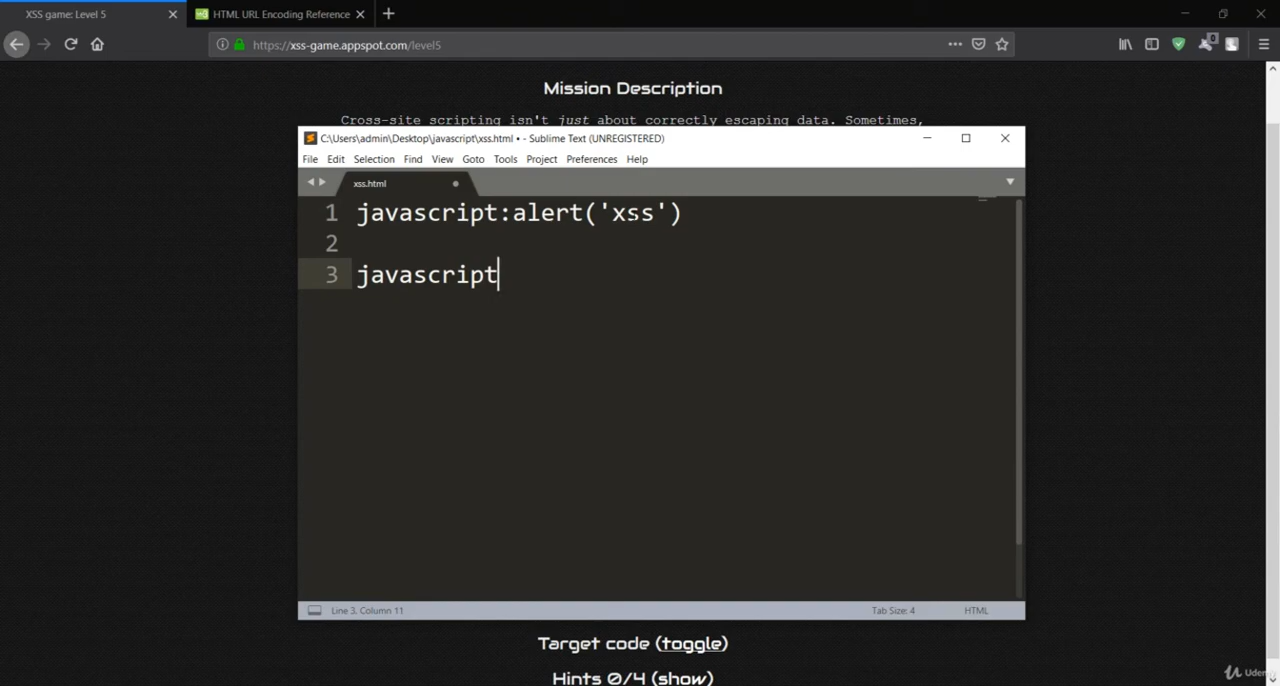 XSS game: Level 5
HTML URL Encoding Reference
https://xss-game.appspot.com/level5
0
Mission Description
Cross-site scripting isn't just about correctly escaping data. Sometimes,
C:\Users\admin\Desktop\javascript\xss.html • - Sublime Text (UNREGISTERED)
File Edit Selection Find View Goto Tools Project Preferences Help
xss.html
1 javascript:alert('xss')
2
3 javascript
Line 3, Column 11 Tab Size: 4 HTML
Target code (toggle)
Hints 0/4 (show)
Udemy